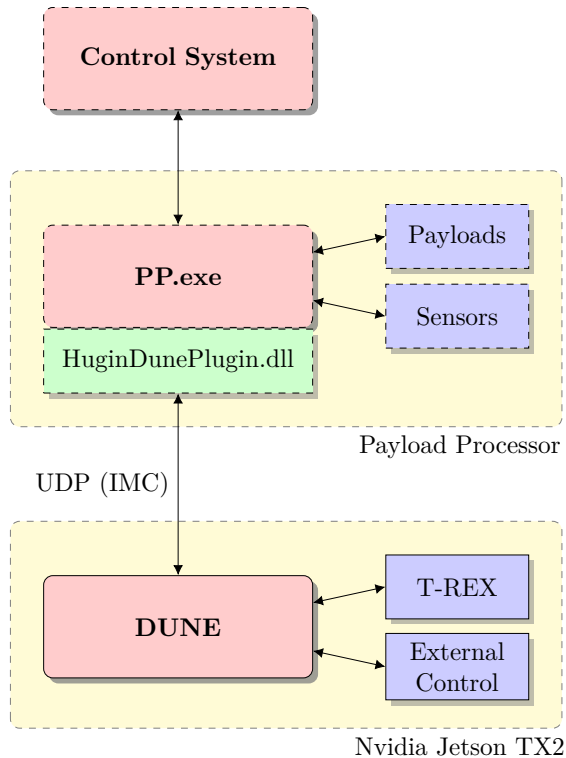 Control System
PP.exe
Payloads
Sensors
HuginDunePlugin.dll
Payload Processor
UDP (IMC)
DUNE
T-REX
External
Control
Nvidia Jetson TX2